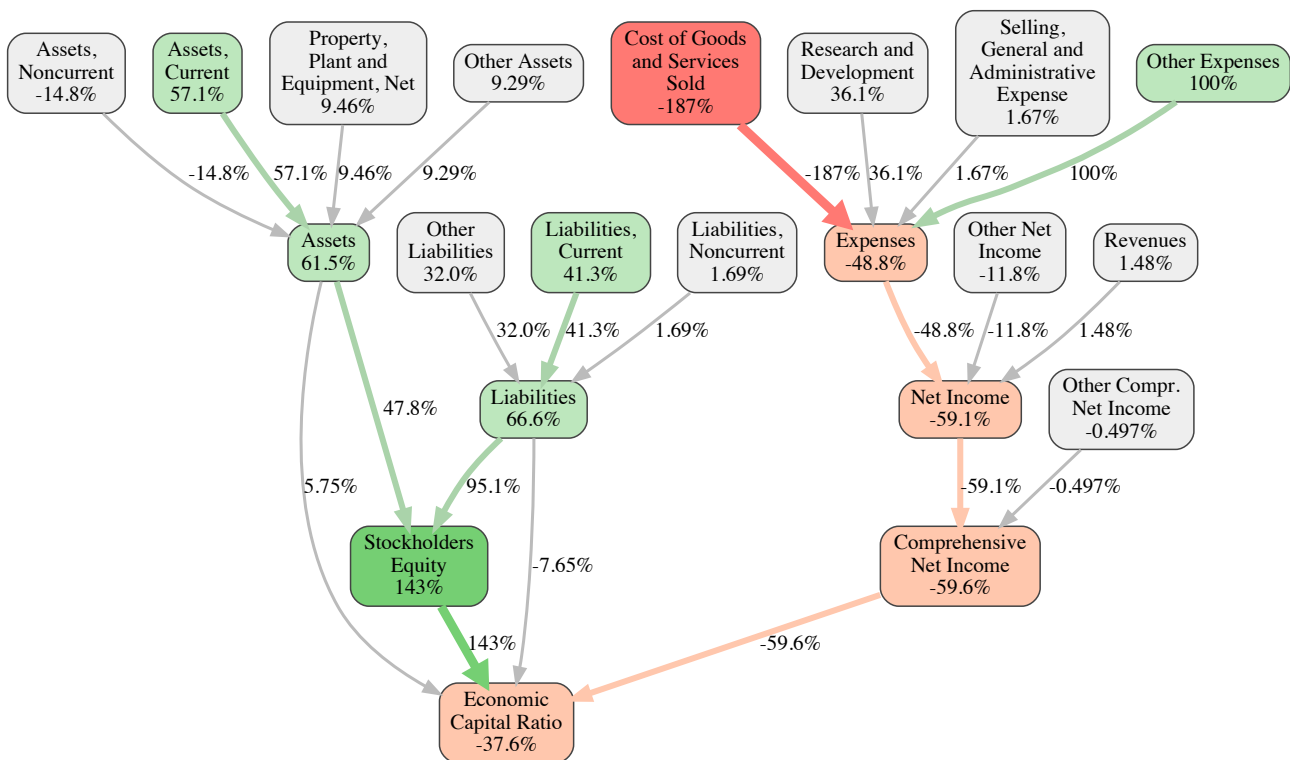 Assets,
Noncurrent
-14.8%
Assets,
Current
57.1%
Property,
Plant and
Equipment, Net
9.46%
Other Assets
9.29%
Cost of Goods
and Services
Sold
-187%
Research and
Development
36.1%
Selling,
General and
Administrative
Expense
1.67%
Other Expenses
100%
-14.8%
57.1%
9.46%
9.29%
-187%
36.1%
1.67%
100%
Assets
61.5%
Other
Liabilities
32.0%
Liabilities,
Current
41.3%
Liabilities,
Noncurrent
1.69%
Expenses
-48.8%
Other Net
Income
-11.8%
Revenues
1.48%
32.0%
41.3%
1.69%
-48.8%
-11.8%
1.48%
47.8%
Liabilities
66.6%
Net Income
-59.1%
Other Compr.
Net Income
-0.497%
5.75%
95.1%
-59.1%
-0.497%
Stockholders
Equity
143%
-7.65%
Comprehensive
Net Income
-59.6%
143%
-59.6%
Economic
Capital Ratio
-37.6%